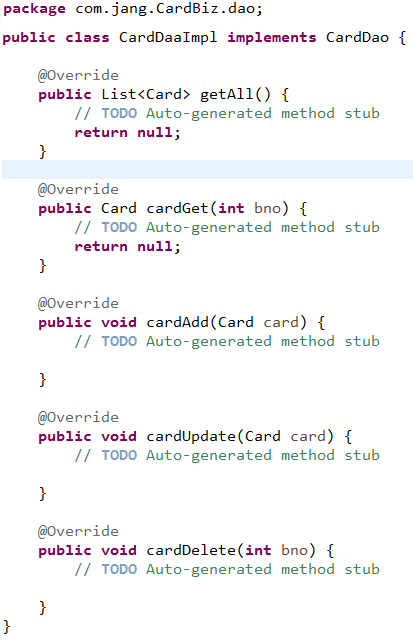 package com.jang.CardBiz.dao;
public class CardDaaImpl implements CardDao {
@Override
public List<Card> getAll() {
// TODO Auto-generated method stub
return null;
}
@Override
public Card cardGet(int bno) {
// TODO Auto-generated method stub
return null;
}
@Override
public void cardAdd(Card card) {
// TODO Auto-generated method stub
}
@Override
public void cardUpdate(Card card) {
// TODO Auto-generated method stub
}
@Override
public void cardDelete(int bno) {
// TODO Auto-generated method stub
}
}